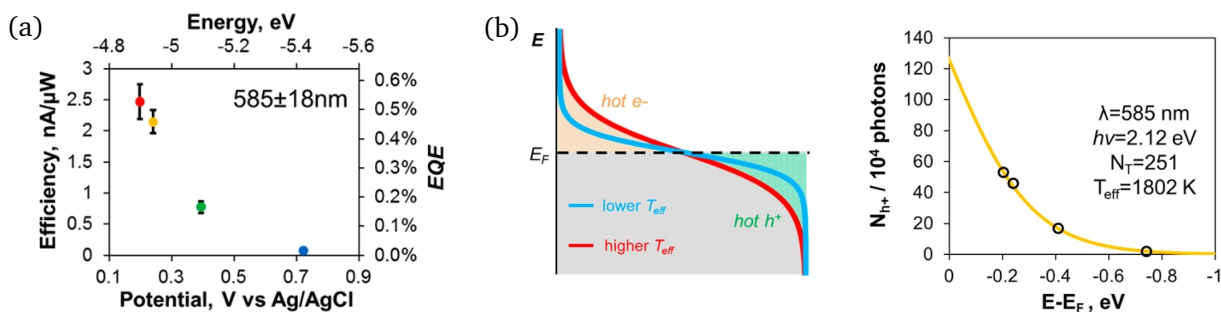 (a)
Energy, eV
-4.8 -5 -5.2 -5.4 -5.6
Efficiency, nA/µW
3
2.5
2
1.5
1
0.5
0
585±18nm
0.6%
0.5%
0.4%
0.3%
0.2%
0.1%
0.0%
EQE
0.1 0.3 0.5 0.7 0.9
Potential, V vs Ag/AgCl
(b)
E
hot e-
E_F
lower T_eff
higher T_eff
hot h⁺
N_h+ / 10⁴ photons
140
120
100
80
60
40
20
0
λ=585 nm
hν=2.12 eV
N_T=251
T_eff=1802 K
0 -0.2 -0.4 -0.6 -0.8 -1
E-E_F, eV